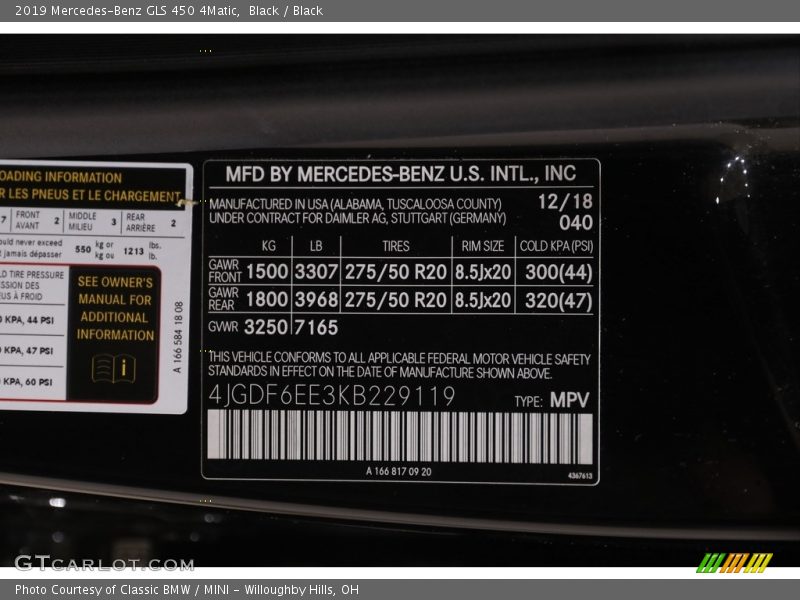 2019 Mercedes-Benz GLS 450 4Matic, Black / Black
OADING INFORMATION
R LES PNEUS ET LE CHARGEMENT
7 FRONT AVANT 2 MIDDLE MILIEU 3 REAR ARRIÈRE 2
ould never exceed
t jamais dépasser 550 kg or kg ou 1213 lbs. lb.
LD TIRE PRESSURE
SSION DES
EUS À FROID
KPA, 44 PSI
KPA, 47 PSI
KPA, 60 PSI
SEE OWNER'S
MANUAL FOR
ADDITIONAL
INFORMATION
A 166 584 18 08
MFD BY MERCEDES-BENZ U.S. INTL., INC
MANUFACTURED IN USA (ALABAMA, TUSCALOOSA COUNTY) 12/18
UNDER CONTRACT FOR DAIMLER AG, STUTTGART (GERMANY) 040
KG LB TIRES RIM SIZE COLD KPA (PSI)
GAWR FRONT 1500 3307 275/50 R20 8.5Jx20 300(44)
GAWR REAR 1800 3968 275/50 R20 8.5Jx20 320(47)
GVWR 3250 7165
THIS VEHICLE CONFORMS TO ALL APPLICABLE FEDERAL MOTOR VEHICLE SAFETY
STANDARDS IN EFFECT ON THE DATE OF MANUFACTURE SHOWN ABOVE.
4JGDF6EE3KB229119 TYPE: MPV
A 166 817 09 20
4367613
GTcarlot.com
Photo Courtesy of Classic BMW / MINI - Willoughby Hills, OH